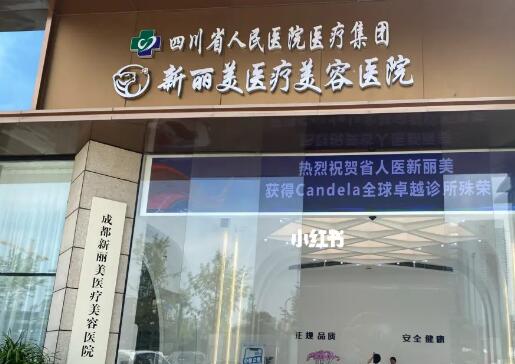 四川省人民医院医疗集团
新丽美医疗美容医院
热烈祝贺省人医新丽美
获得Candela全球卓越诊所殊荣
小红书
成都新丽美医疗美容医院
正规品质
安全健康